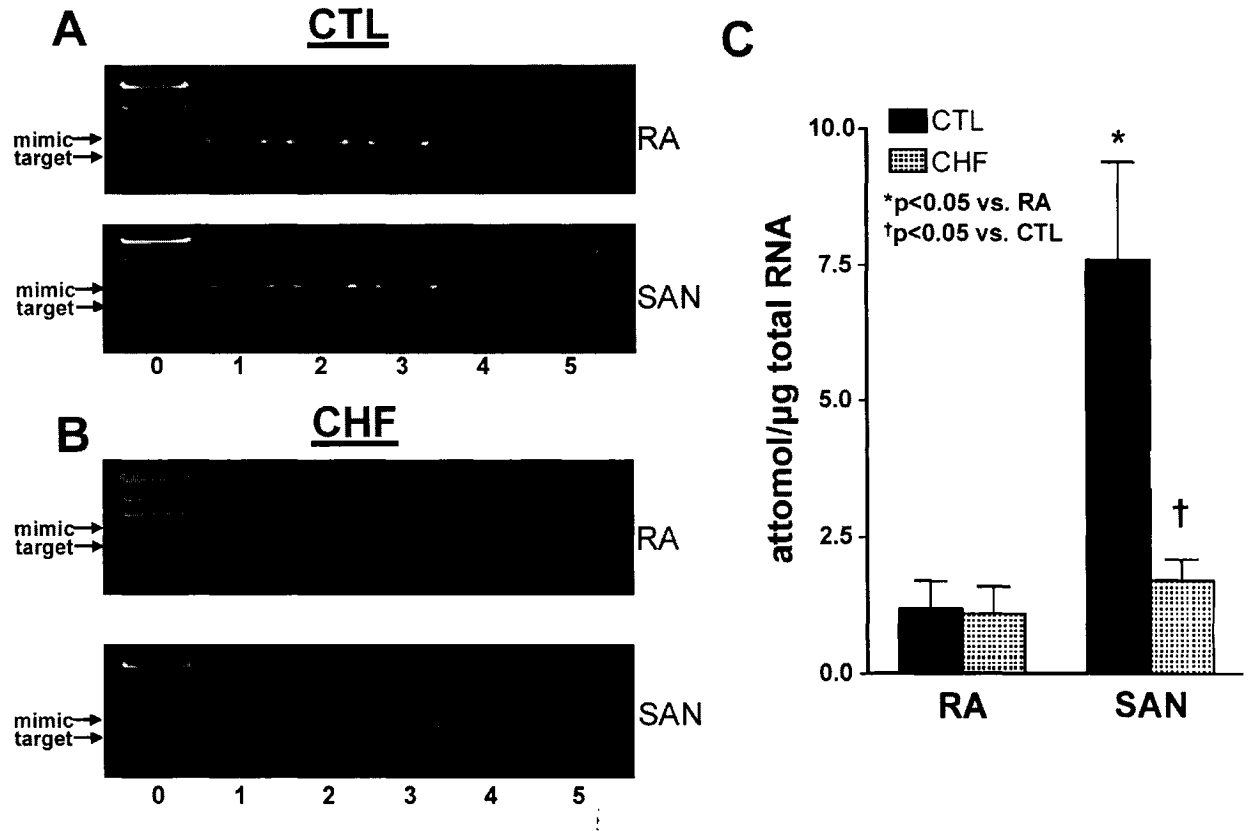 A
CTL
mimic
target
RA
mimic
target
SAN
0 1 2 3 4 5
B
CHF
mimic
target
RA
mimic
target
SAN
0 1 2 3 4 5
C
CTL
CHF
*p<0.05 vs. RA
†p<0.05 vs. CTL
attomol/µg total RNA
10.0
7.5
5.0
2.5
0.0
*
†
RA SAN